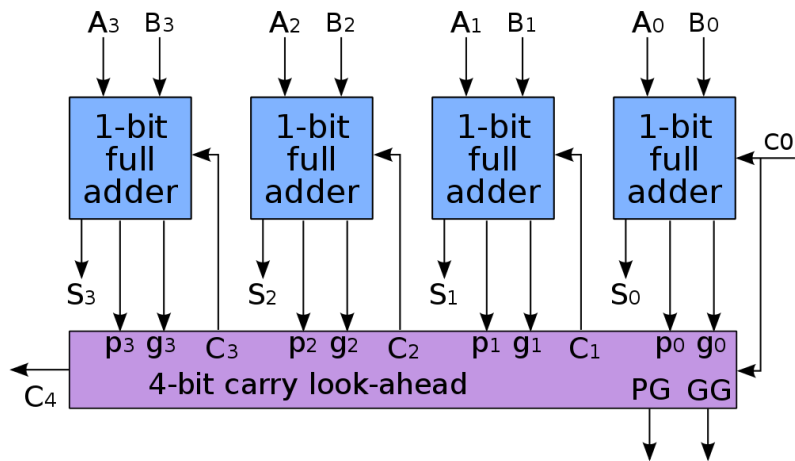 A3 B3 A2 B2 A1 B1 A0 B0
1-bit full adder
1-bit full adder
1-bit full adder
1-bit full adder
c0
S3 S2 S1 S0
p3 g3 C3 p2 g2 C2 p1 g1 C1 p0 g0
4-bit carry look-ahead
PG GG
C4